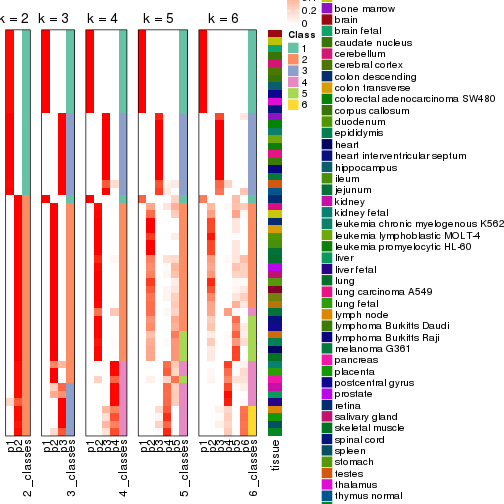 k = 2
k = 3
k = 4
k = 5
k = 6
0.2
0
Class
1
2
3
4
5
6
bone marrow
brain
brain fetal
caudate nucleus
cerebellum
cerebral cortex
colon descending
colon transverse
colorectal adenocarcinoma SW480
corpus callosum
duodenum
epididymis
heart
heart interventricular septum
hippocampus
ileum
jejunum
kidney
kidney fetal
leukemia chronic myelogenous K562
leukemia lymphoblastic MOLT-4
leukemia promyelocytic HL-60
liver
liver fetal
lung
lung carcinoma A549
lung fetal
lymph node
lymphoma Burkitts Daudi
lymphoma Burkitts Raji
melanoma G361
pancreas
placenta
postcentral gyrus
prostate
retina
salivary gland
skeletal muscle
spinal cord
spleen
stomach
testes
thalamus
thymus normal
p1
p2
2_classes
p1
p2
p3
3_classes
p1
p2
p3
p4
4_classes
p1
p2
p3
p4
p5
5_classes
p1
p2
p3
p4
p5
p6
6_classes
tissue